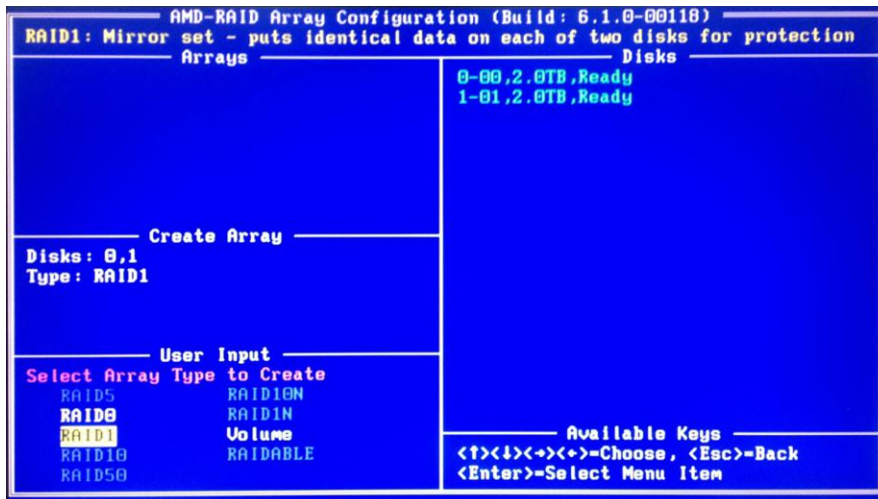 AMD-RAID Array Configuration (Build: 6.1.0-00118)
RAID1: Mirror set - puts identical data on each of two disks for protection
Arrays
Disks
0-00,2.0TB,Ready
1-01,2.0TB,Ready
Create Array
Disks: 0,1
Type: RAID1
User Input
Select Array Type to Create
RAID5 RAID10N
RAID0 RAID1N
RAID1 Volume
RAID10 RAIDABLE
RAID50
Available Keys
<↑><↓><→><←>=Choose, <Esc>=Back
<Enter>=Select Menu Item